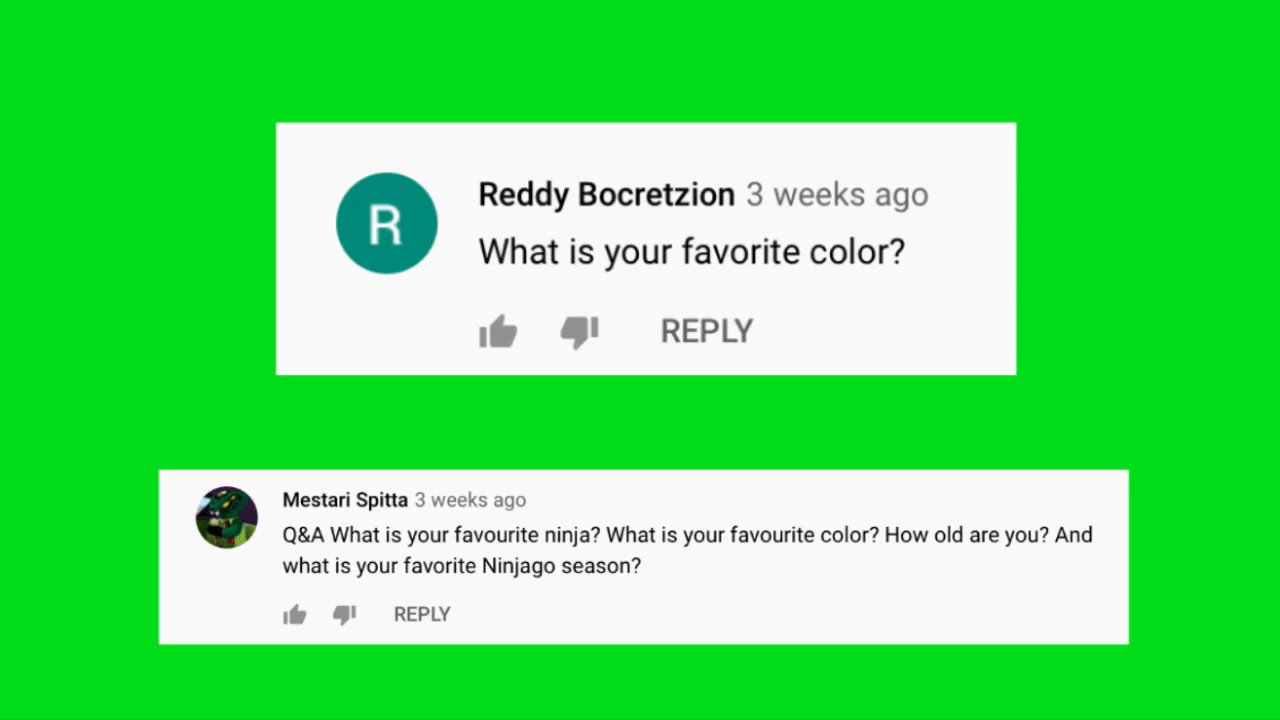 R
Reddy Bocretzion 3 weeks ago
What is your favorite color?
REPLY
Mestari Spitta 3 weeks ago
Q&A What is your favourite ninja? What is your favourite color? How old are you? And
what is your favorite Ninjago season?
REPLY